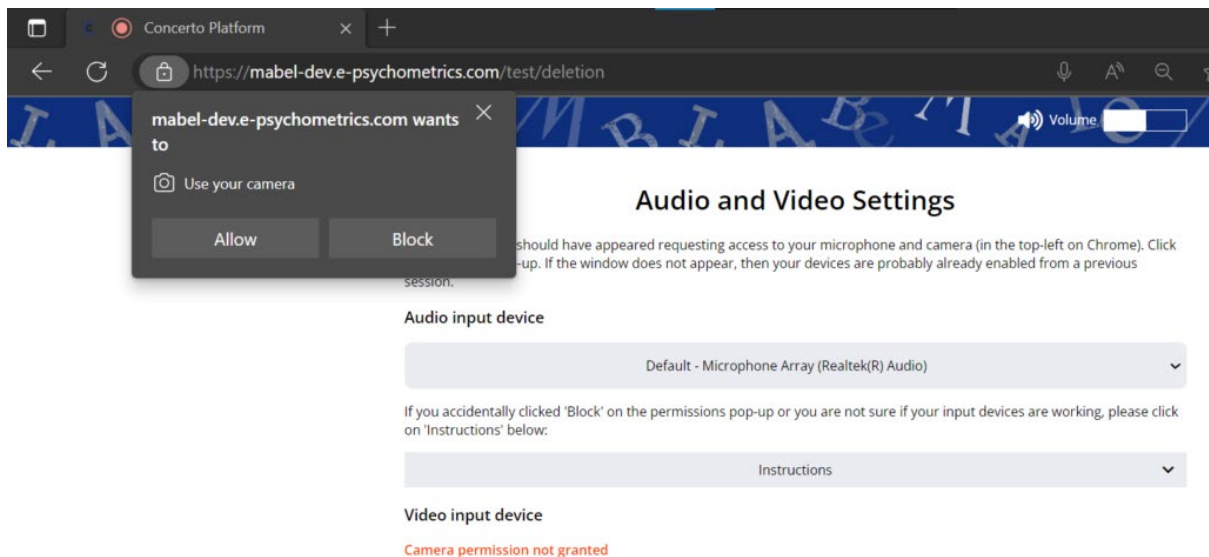 Concerto Platform
https://mabel-dev.e-psychometrics.com/test/deletion
mabel-dev.e-psychometrics.com wants
to
Use your camera
Allow
Block
Volume
Audio and Video Settings
should have appeared requesting access to your microphone and camera (in the top-left on Chrome). Click
-up. If the window does not appear, then your devices are probably already enabled from a previous
session.
Audio input device
Default - Microphone Array (Realtek(R) Audio)
If you accidentally clicked 'Block' on the permissions pop-up or you are not sure if your input devices are working, please click
on 'Instructions' below:
Instructions
Video input device
Camera permission not granted